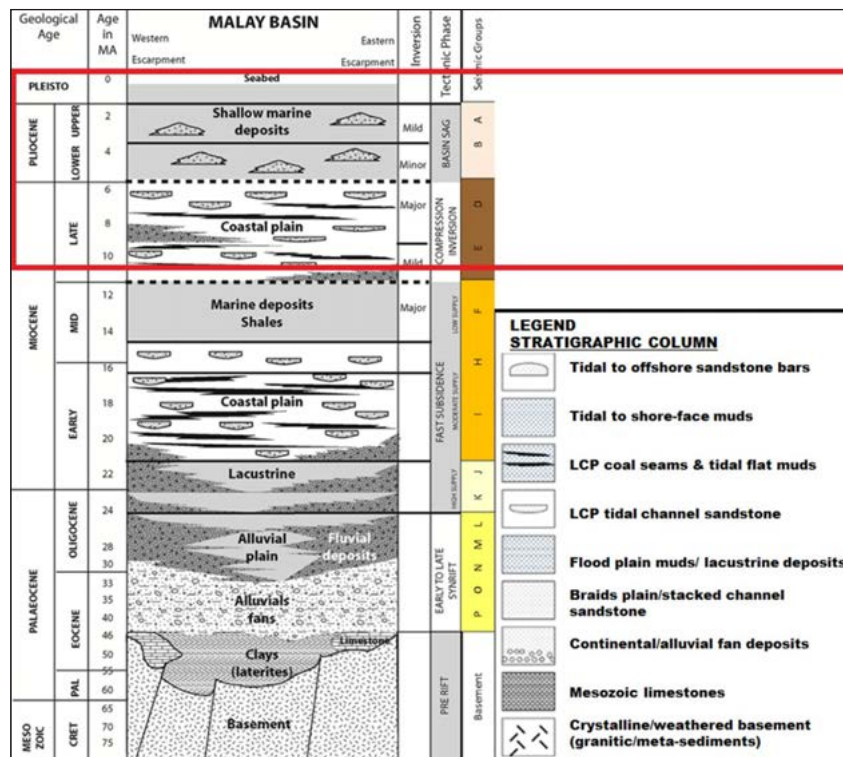 Geological
Age
Age
in
MA
MALAY BASIN
Western
Escarpment
Eastern
Escarpment
Inversion
Tectonic Phase
Seismic Groups
PLEISTO
0
Seabed
PLIOCENE
UPPER
LOWER
2
4
Shallow marine
deposits
Mild
Minor
BASIN SAG
B A
MIOCENE
LATE
6
8
10
Coastal plain
Major
Mild
COMPRESSION
INVERSION
E D
MID
12
14
Marine deposits
Shales
Major
LOW SUPPLY
EARLY
16
18
20
22
Coastal plain
FAST SUBSIDENCE
MODERATE SUPPLY
I H F
Lacustrine
HIGH SUPPLY
K J
PALAEOCENE
OLIGOCENE
24
28
30
Alluvial
plain
Fluvial
deposits
EARLY TO LATE
SYNRIFT
P O N M L
EOCENE
33
35
40
46
50
55
Alluvials
fans
Limestone
Clays
(laterites)
PAL
60
PRE RIFT
Basement
MESO
ZOIC
CRET
65
70
75
Basement
LEGEND
STRATIGRAPHIC COLUMN
Tidal to offshore sandstone bars
Tidal to shore-face muds
LCP coal seams & tidal flat muds
LCP tidal channel sandstone
Flood plain muds/ lacustrine deposits
Braids plain/stacked channel
sandstone
Continental/alluvial fan deposits
Mesozoic limestones
Crystalline/weathered basement
(granitic/meta-sediments)